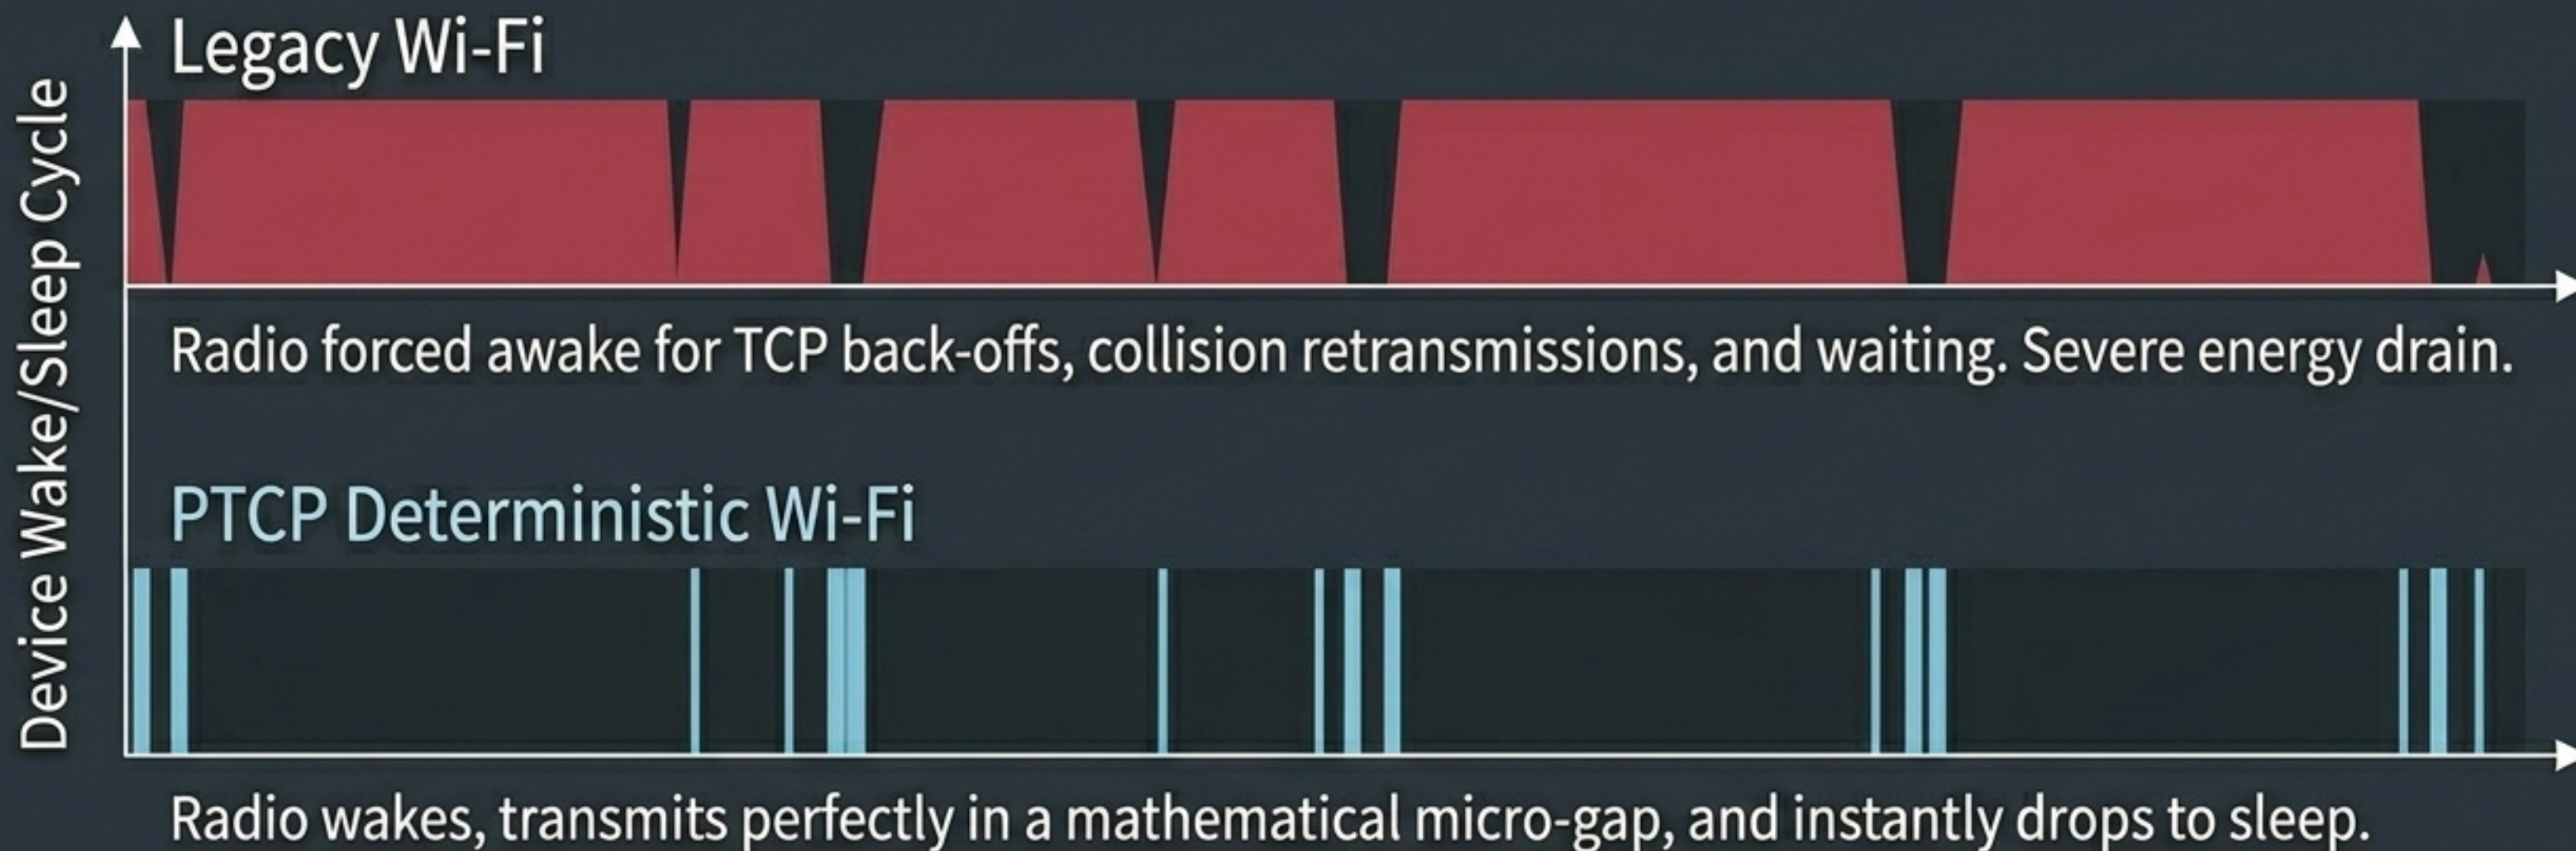 Device Wake/Sleep Cycle
Legacy Wi-Fi
Radio forced awake for TCP back-offs, collision retransmissions, and waiting. Severe energy drain.
PTCP Deterministic Wi-Fi
Radio wakes, transmits perfectly in a mathematical micro-gap, and instantly drops to sleep.